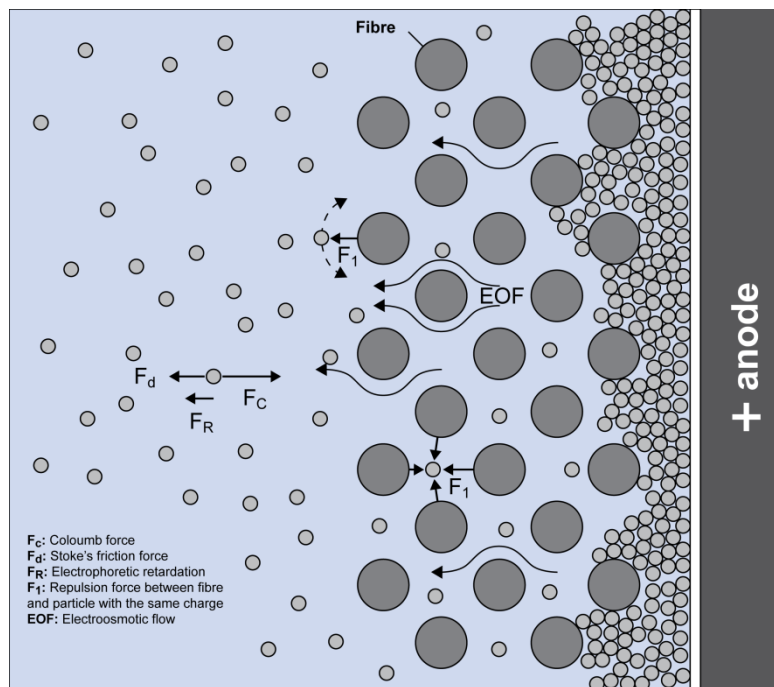 Fibre
F1
EOF
Fd
FC
FR
F1
+ anode
Fc: Coloumb force
Fd: Stoke's friction force
FR: Electrophoretic retardation
F1: Repulsion force between fibre
and particle with the same charge
EOF: Electroosmotic flow